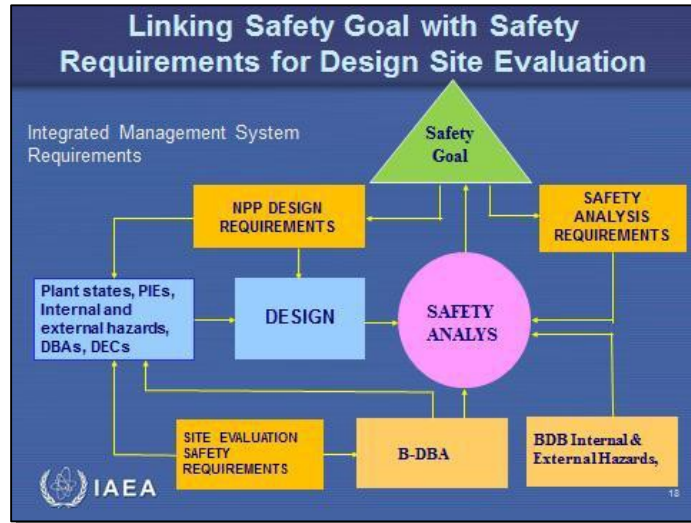 Linking Safety Goal with Safety
Requirements for Design Site Evaluation
Integrated Management System
Requirements
Safety
Goal
NPP DESIGN
REQUIREMENTS
SAFETY
ANALYSIS
REQUIREMENTS
Plant states, PIEs,
Internal and
external hazards,
DBAs, DECs
DESIGN
SAFETY
ANALYS
SITE EVALUATION
SAFETY
REQUIREMENTS
B-DBA
BDB Internal &
External Hazards,
IAEA
18